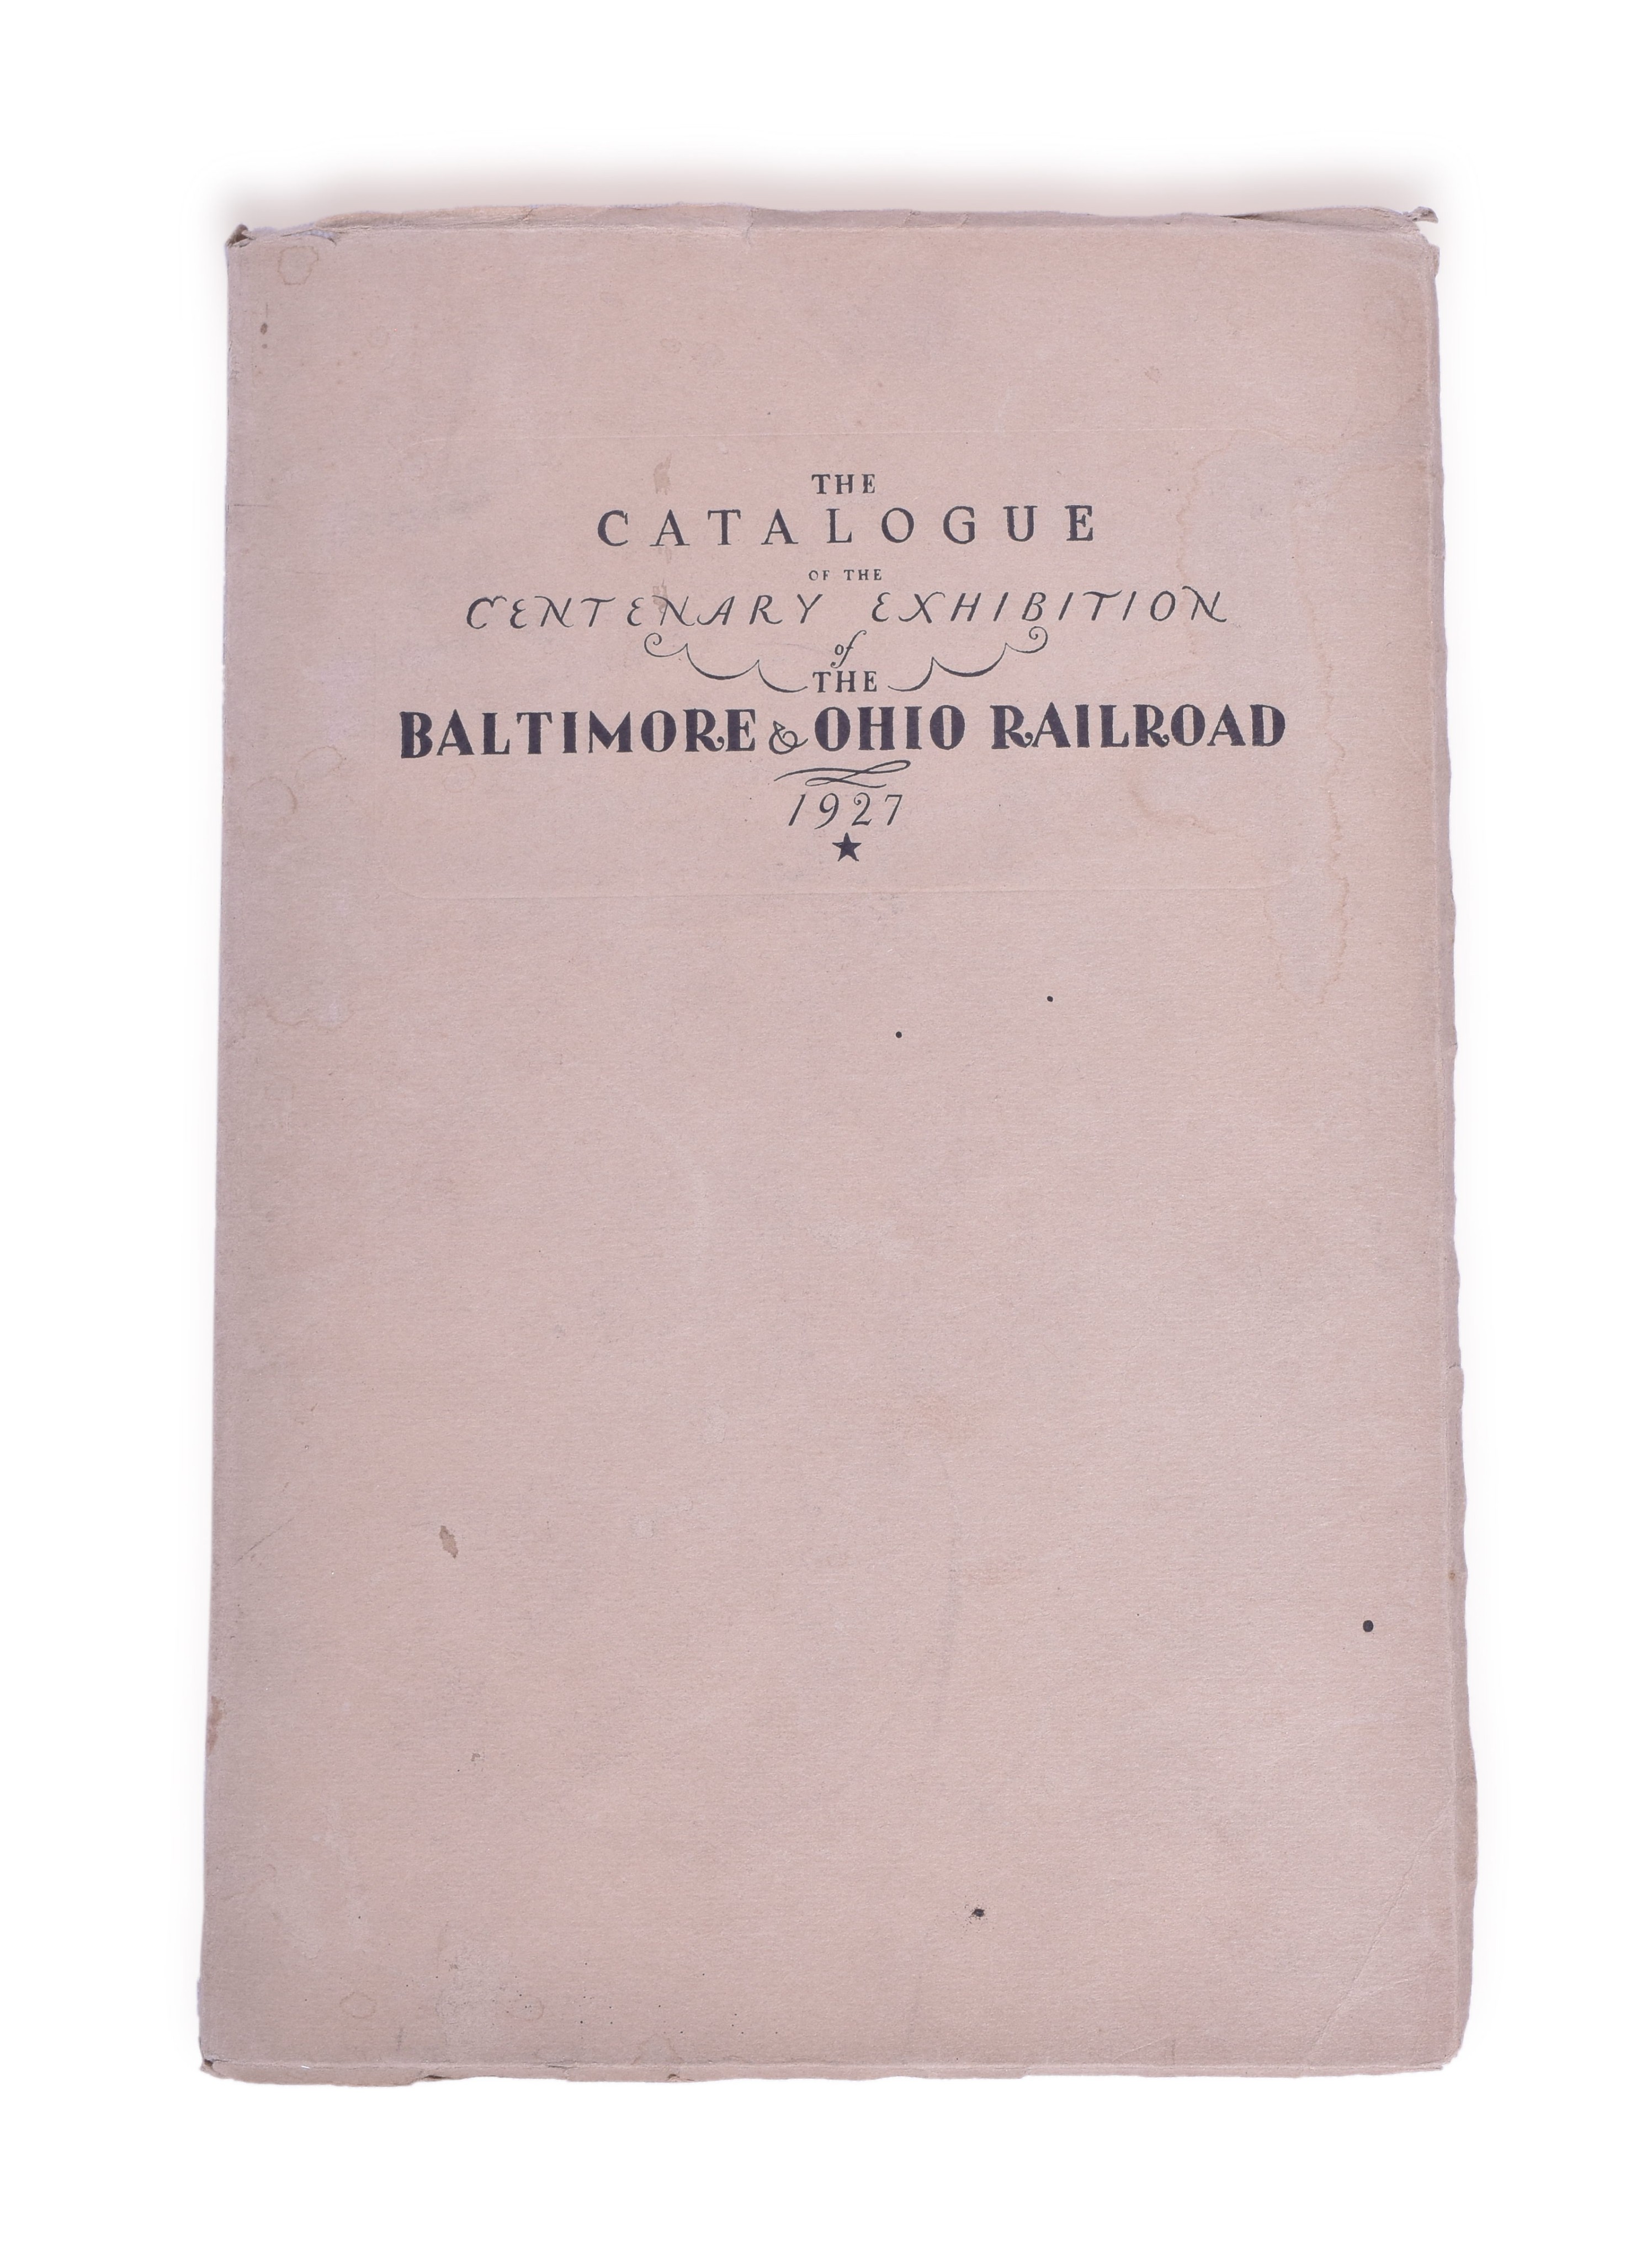 THE
CATALOGUE
OF THE
CENTENARY EXHIBITION
of
THE
BALTIMORE & OHIO RAILROAD
1927